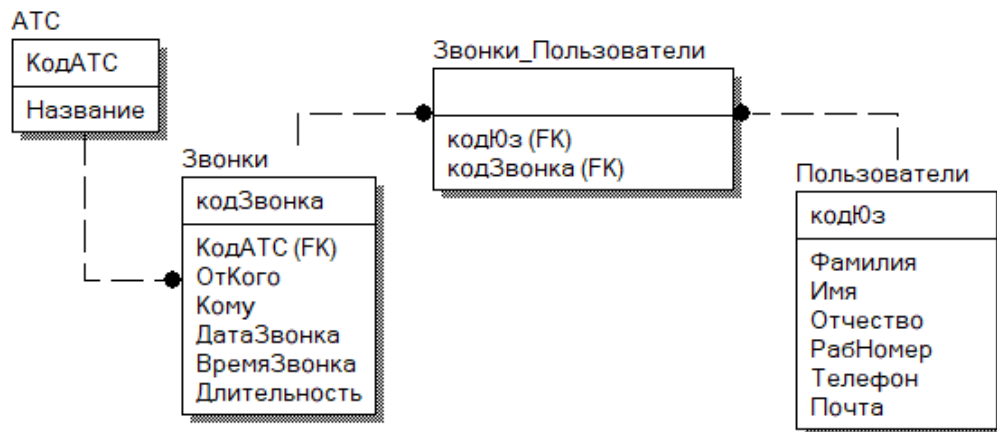 АТС
КодАТС
Название
Звонки_Пользователи
кодЮз (FK)
кодЗвонка (FK)
Звонки
кодЗвонка
КодАТС (FK)
ОтКого
Кому
ДатаЗвонка
ВремяЗвонка
Длительность
Пользователи
кодЮз
Фамилия
Имя
Отчество
РабНомер
Телефон
Почта